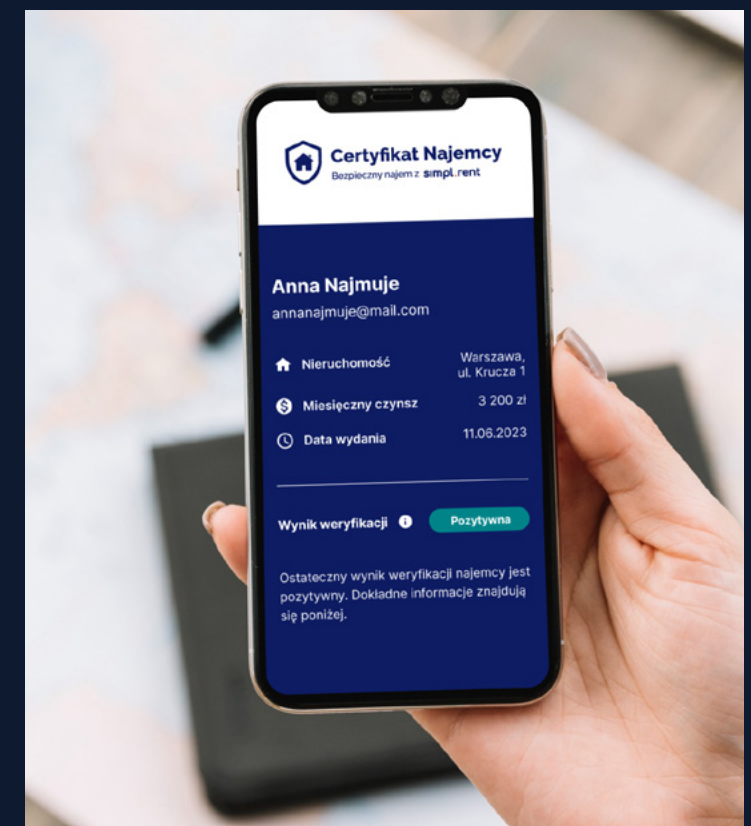 Certyfikat Najemcy
Bezpieczny najem z simpl.rent
Anna Najmuje
annanajmuje@mail.com
Nieruchomość
Warszawa,
ul. Krucza 1
Miesięczny czynsz
3 200 zł
Data wydania
11.06.2023
Wynik weryfikacji
Pozytywna
Ostateczny wynik weryfikacji najemcy jest
pozytywny. Dokładne informacje znajdują
się poniżej.